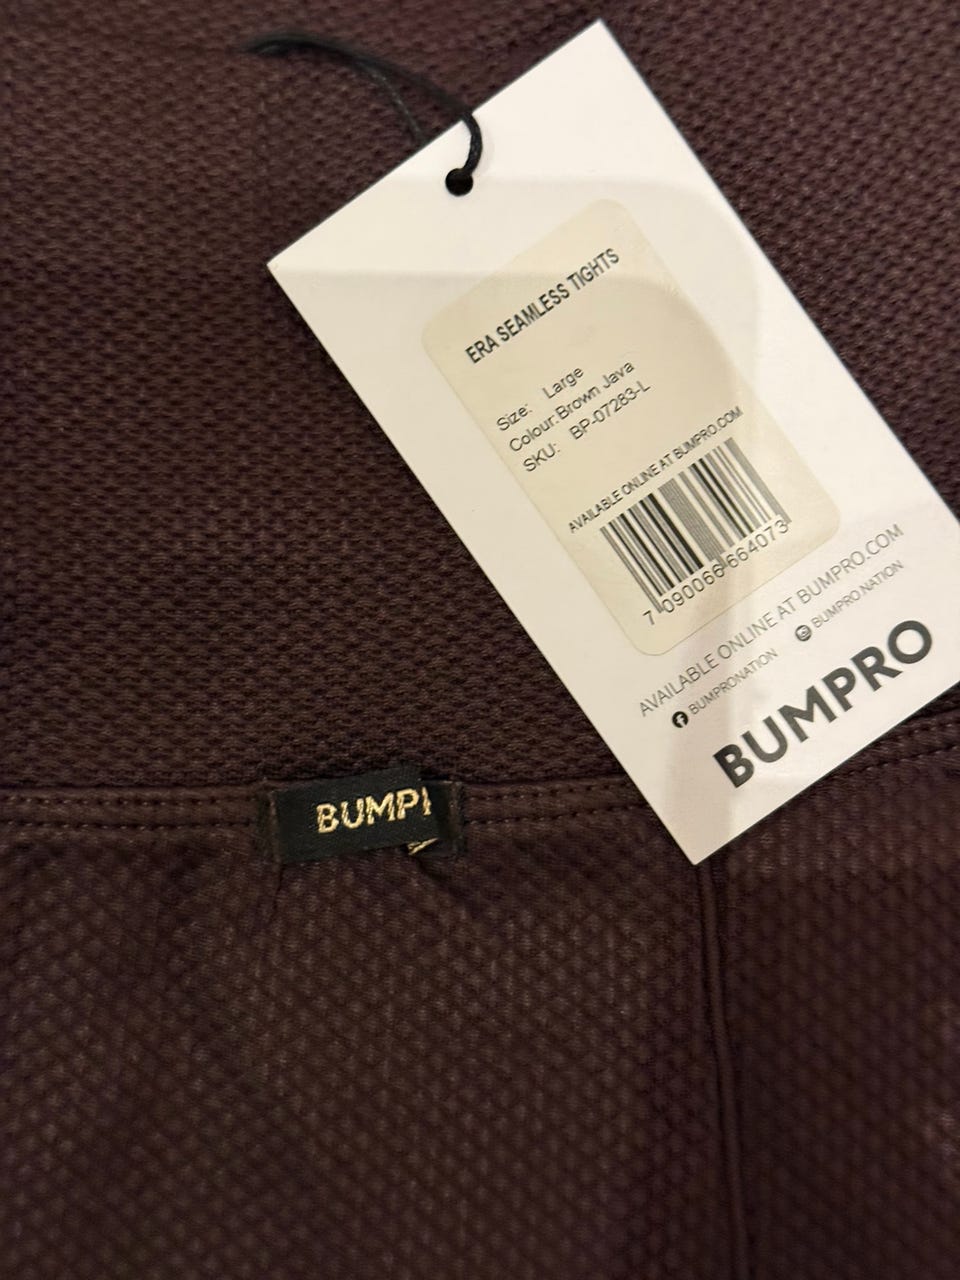 ERA SEAMLESS TIGHTS
Size: Large
Colour: Brown Java
SKU: BP-07283-L
AVAILABLE ONLINE AT BUMPRO.COM
7 090066 664073
AVAILABLE ONLINE AT BUMPRO.COM
BUMPRONATION BUMPRO.NATION
BUMPRO
BUMP